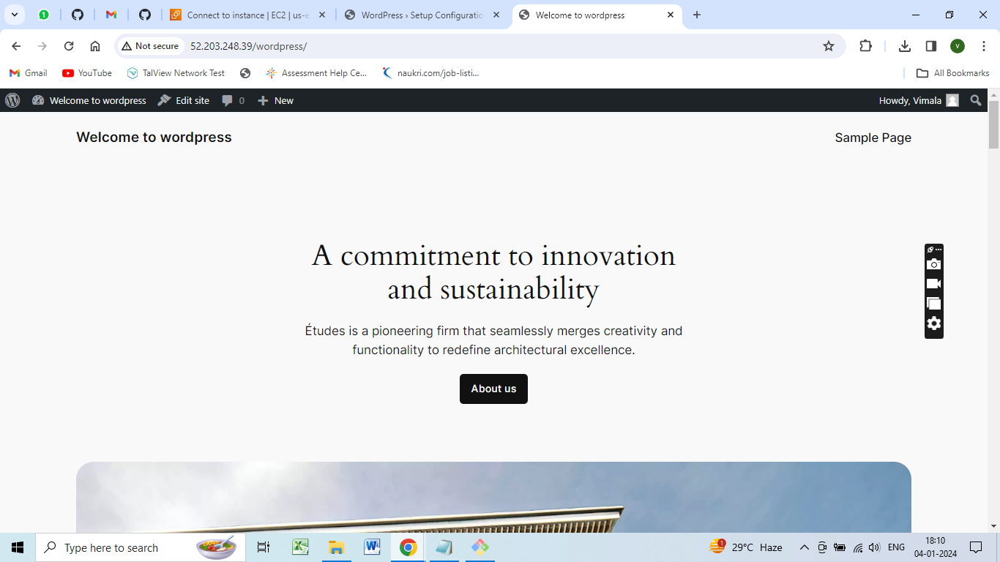 1
Connect to instance | EC2 | us-e
WordPress › Setup Configuratio
Welcome to wordpress
Not secure
52.203.248.39/wordpress/
V
Gmail
YouTube
TalView Network Test
Assessment Help Ce...
naukri.com/job-listi...
All Bookmarks
Welcome to wordpress
Edit site
0
New
Howdy, Vimala
Welcome to wordpress
Sample Page
A commitment to innovation
and sustainability
Études is a pioneering firm that seamlessly merges creativity and
functionality to redefine architectural excellence.
About us
Type here to search
1
29°C Haze
ENG
18:10
04-01-2024